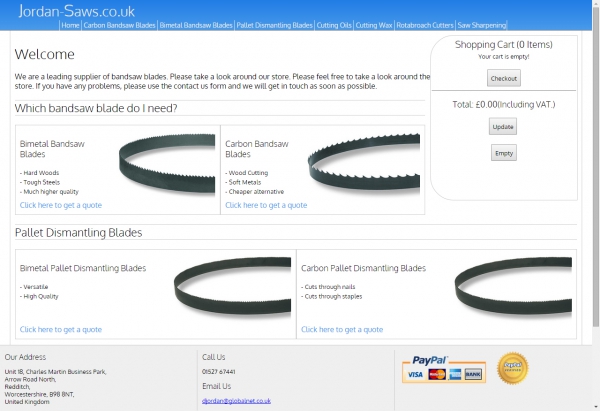 Jordan-Saws.co.uk
Home Carbon Bandsaw Blades Bimetal Bandsaw Blades Pallet Dismantling Blades Cutting Oils Cutting Wax Rotabroach Cutters Saw Sharpening
Welcome
We are a leading supplier of bandsaw blades. Please take a look around our store. Please feel free to take a look around the
store. If you have any problems, please use the contact us form and we will get in touch as soon as possible.
Shopping Cart (0 Items)
Your cart is empty!
Checkout
Total: £0.00(Including VAT.)
Update
Empty
Which bandsaw blade do I need?
Bimetal Bandsaw
Blades
- Hard Woods
- Tough Steels
- Much higher quality
Click here to get a quote
Carbon Bandsaw
Blades
- Wood Cutting
- Soft Metals
- Cheaper alternative
Click here to get a quote
Pallet Dismantling Blades
Bimetal Pallet Dismantling Blades
- Versatile
- High Quality
Click here to get a quote
Carbon Pallet Dismantling Blades
- Cuts through nails
- Cuts through staples
Click here to get a quote
Our Address
Unit 18, Charles Martin Business Park,
Arrow Road North,
Redditch,
Worcestershire, B98 8NT,
United Kingdom
Call Us
01527 67441
Email Us
djordan@globalnet.co.uk
PayPal
VISA BANK